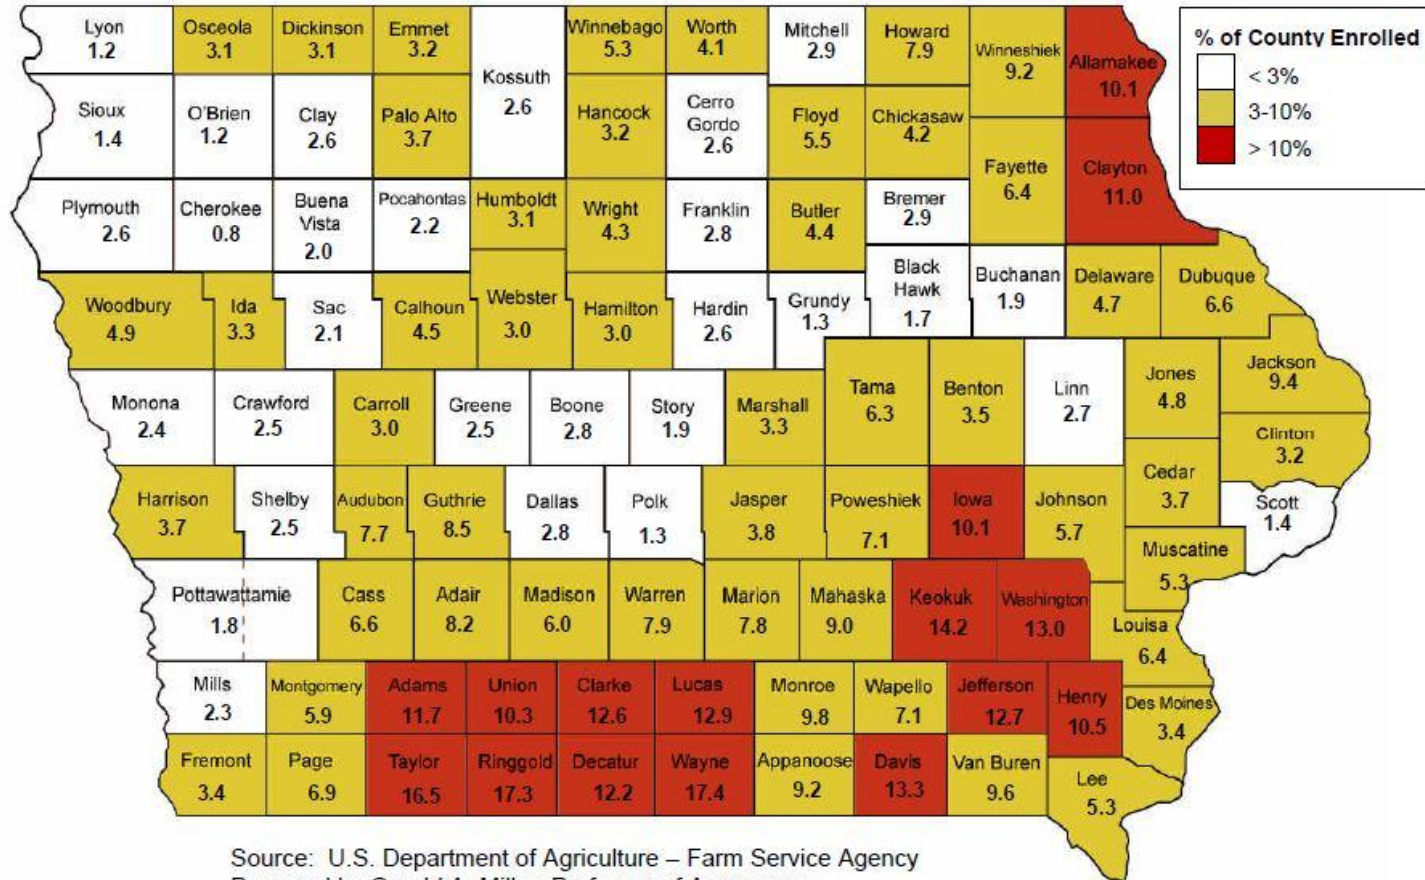 Lyon
1.2
Osceola
3.1
Dickinson
3.1
Emmet
3.2
Kossuth
2.6
Winnebago
5.3
Worth
4.1
Mitchell
2.9
Howard
7.9
Winneshiek
9.2
Allamakee
10.1
% of County Enrolled
< 3%
3-10%
> 10%
Sioux
1.4
O'Brien
1.2
Clay
2.6
Palo Alto
3.7
Hancock
3.2
Cerro
Gordo
2.6
Floyd
5.5
Chickasaw
4.2
Fayette
6.4
Clayton
11.0
Plymouth
2.6
Cherokee
0.8
Buena
Vista
2.0
Pocahontas
2.2
Humboldt
3.1
Wright
4.3
Franklin
2.8
Butler
4.4
Bremer
2.9
Woodbury
4.9
Ida
3.3
Sac
2.1
Calhoun
4.5
Webster
3.0
Hamilton
3.0
Hardin
2.6
Grundy
1.3
Black
Hawk
1.7
Buchanan
1.9
Delaware
4.7
Dubuque
6.6
Monona
2.4
Crawford
2.5
Carroll
3.0
Greene
2.5
Boone
2.8
Story
1.9
Marshall
3.3
Tama
6.3
Benton
3.5
Linn
2.7
Jones
4.8
Jackson
9.4
Clinton
3.2
Harrison
3.7
Shelby
2.5
Audubon
7.7
Guthrie
8.5
Dallas
2.8
Polk
1.3
Jasper
3.8
Poweshiek
7.1
Iowa
10.1
Johnson
5.7
Cedar
3.7
Scott
1.4
Muscatine
5.3
Pottawattamie
1.8
Cass
6.6
Adair
8.2
Madison
6.0
Warren
7.9
Marion
7.8
Mahaska
9.0
Keokuk
14.2
Washington
13.0
Louisa
6.4
Mills
2.3
Montgomery
5.9
Adams
11.7
Union
10.3
Clarke
12.6
Lucas
12.9
Monroe
9.8
Wapello
7.1
Jefferson
12.7
Henry
10.5
Des Moines
3.4
Fremont
3.4
Page
6.9
Taylor
16.5
Ringgold
17.3
Decatur
12.2
Wayne
17.4
Appanoose
9.2
Davis
13.3
Van Buren
9.6
Lee
5.3
Source: U.S. Department of Agriculture – Farm Service Agency